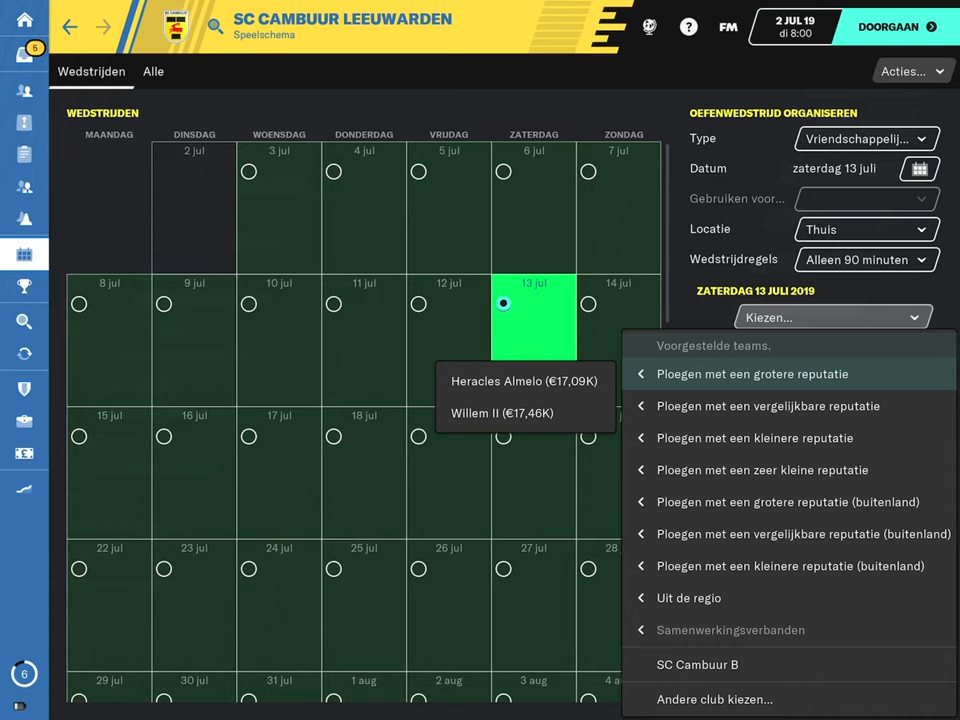 SC CAMBUUR LEEUWARDEN
Speelschema
FM
2 JUL 19
di 8:00
DOORGAAN
5
Wedstrijden
Alle
Acties...
WEDSTRIJDEN
MAANDAG DINSDAG WOENSDAG DONDERDAG VRIJDAG ZATERDAG ZONDAG
2 jul 3 jul 4 jul 5 jul 6 jul 7 jul
8 jul 9 jul 10 jul 11 jul 12 jul 13 jul 14 jul
Heracles Almelo (€17,09K)
Willem II (€17,46K)
15 jul 16 jul 17 jul 18 jul
22 jul 23 jul 24 jul 25 jul 26 jul 27 jul 28
29 jul 30 jul 31 jul 1 aug 2 aug 3 aug 4 a
6
OEFENWEDSTRIJD ORGANISEREN
Type Vriendschappelij...
Datum zaterdag 13 juli
Gebruiken voor...
Locatie Thuis
Wedstrijdregels Alleen 90 minuten
ZATERDAG 13 JULI 2019
Kiezen...
Voorgestelde teams.
Ploegen met een grotere reputatie
Ploegen met een vergelijkbare reputatie
Ploegen met een kleinere reputatie
Ploegen met een zeer kleine reputatie
Ploegen met een grotere reputatie (buitenland)
Ploegen met een vergelijkbare reputatie (buitenland)
Ploegen met een kleinere reputatie (buitenland)
Uit de regio
Samenwerkingsverbanden
SC Cambuur B
Andere club kiezen...